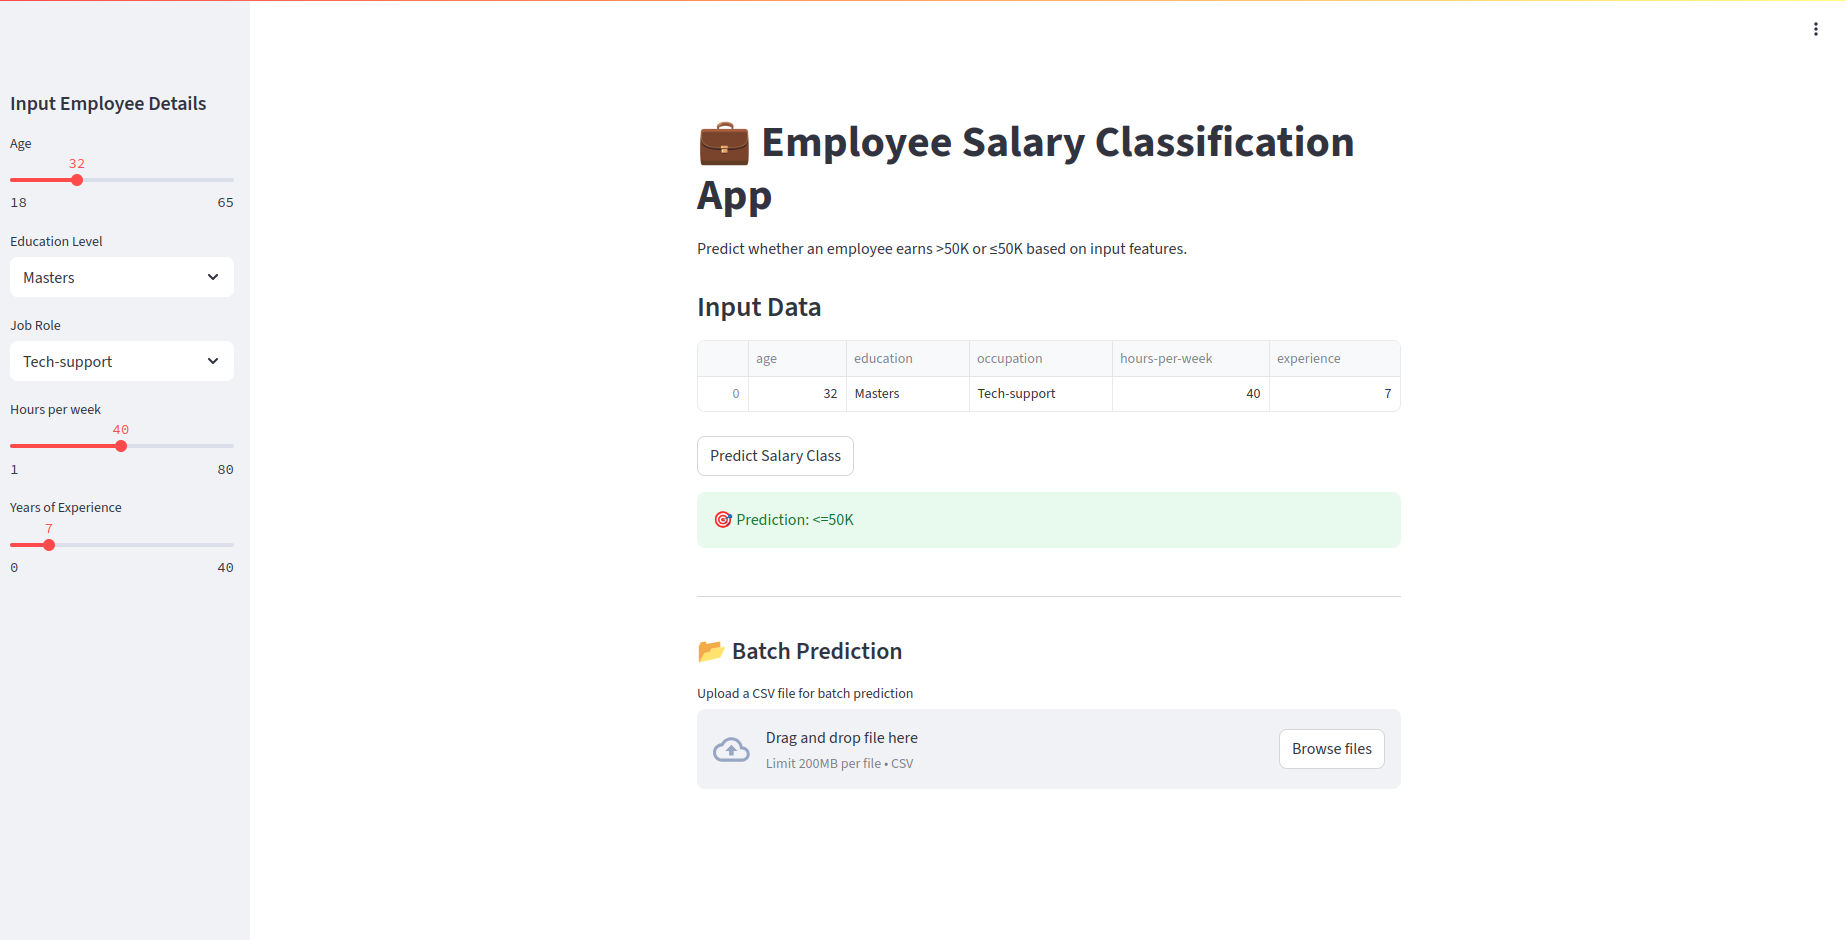 Input Employee Details
Age
32
18 65
Education Level
Masters
Job Role
Tech-support
Hours per week
40
1 80
Years of Experience
7
0 40
💼 Employee Salary Classification
App
Predict whether an employee earns >50K or ≤50K based on input features.
Input Data
age education occupation hours-per-week experience
0 32 Masters Tech-support 40 7
Predict Salary Class
🎯 Prediction: <=50K
📂 Batch Prediction
Upload a CSV file for batch prediction
Drag and drop file here
Limit 200MB per file • CSV
Browse files